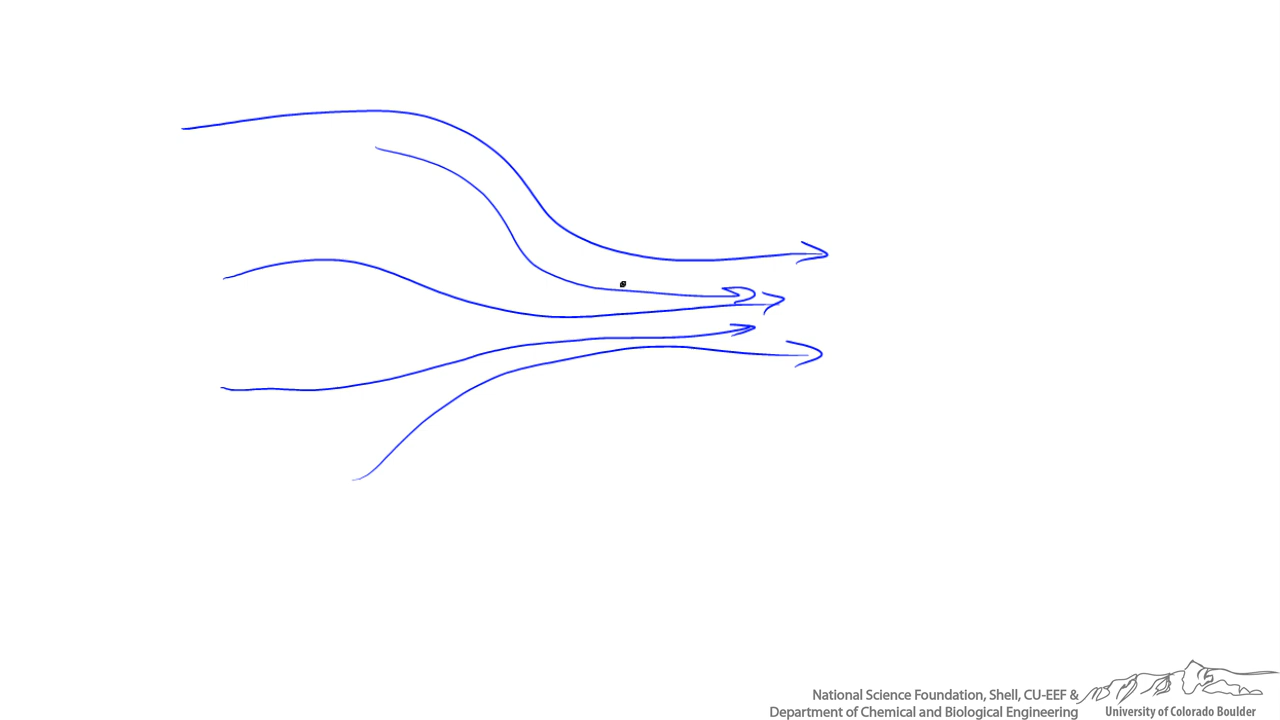 National Science Foundation, Shell, CU-EEF &
Department of Chemical and Biological Engineering
University of Colorado Boulder